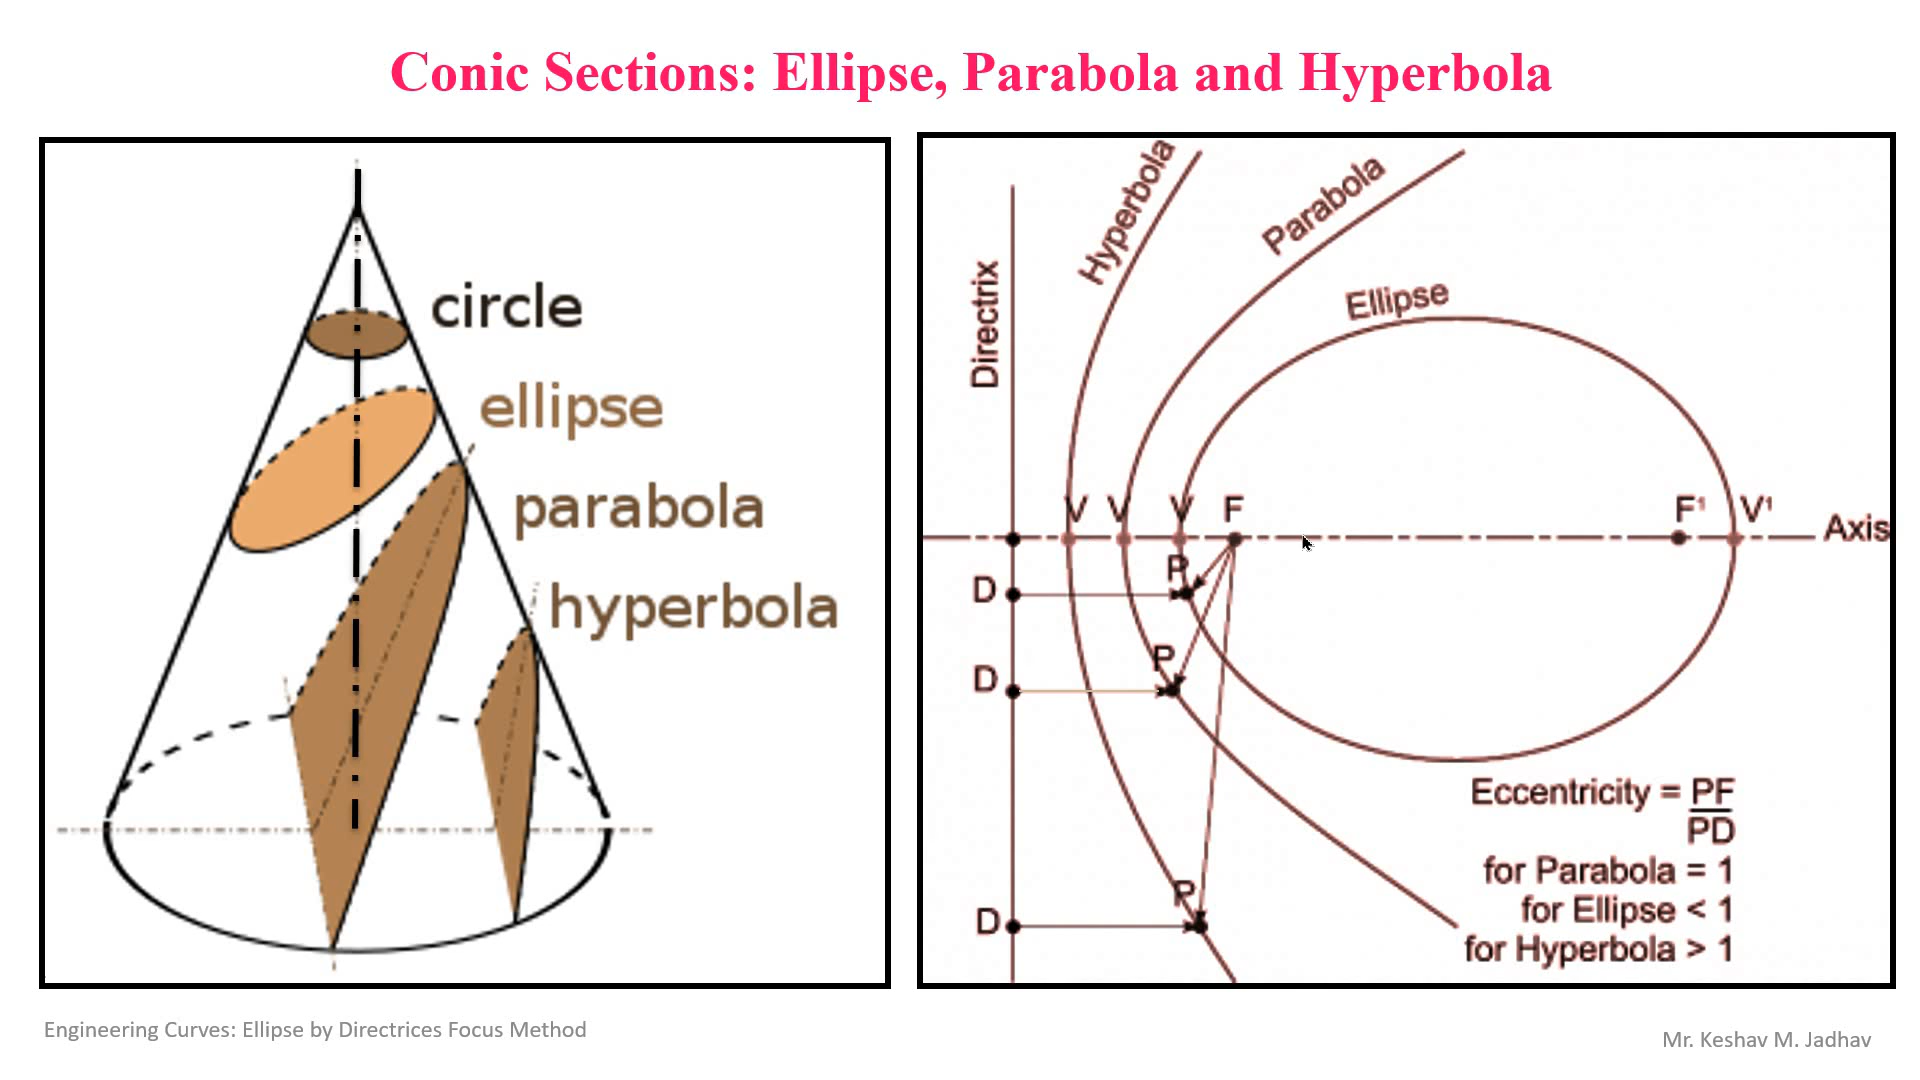 Conic Sections: Ellipse, Parabola and Hyperbola
circle
ellipse
parabola
hyperbola
Hyperbola
Parabola
Ellipse
Directrix
V V V F F¹ V¹
Axis
P
D
P
D
P
D
Eccentricity = PF
PD
for Parabola = 1
for Ellipse < 1
for Hyperbola > 1
Engineering Curves: Ellipse by Directrices Focus Method
Mr. Keshav M. Jadhav